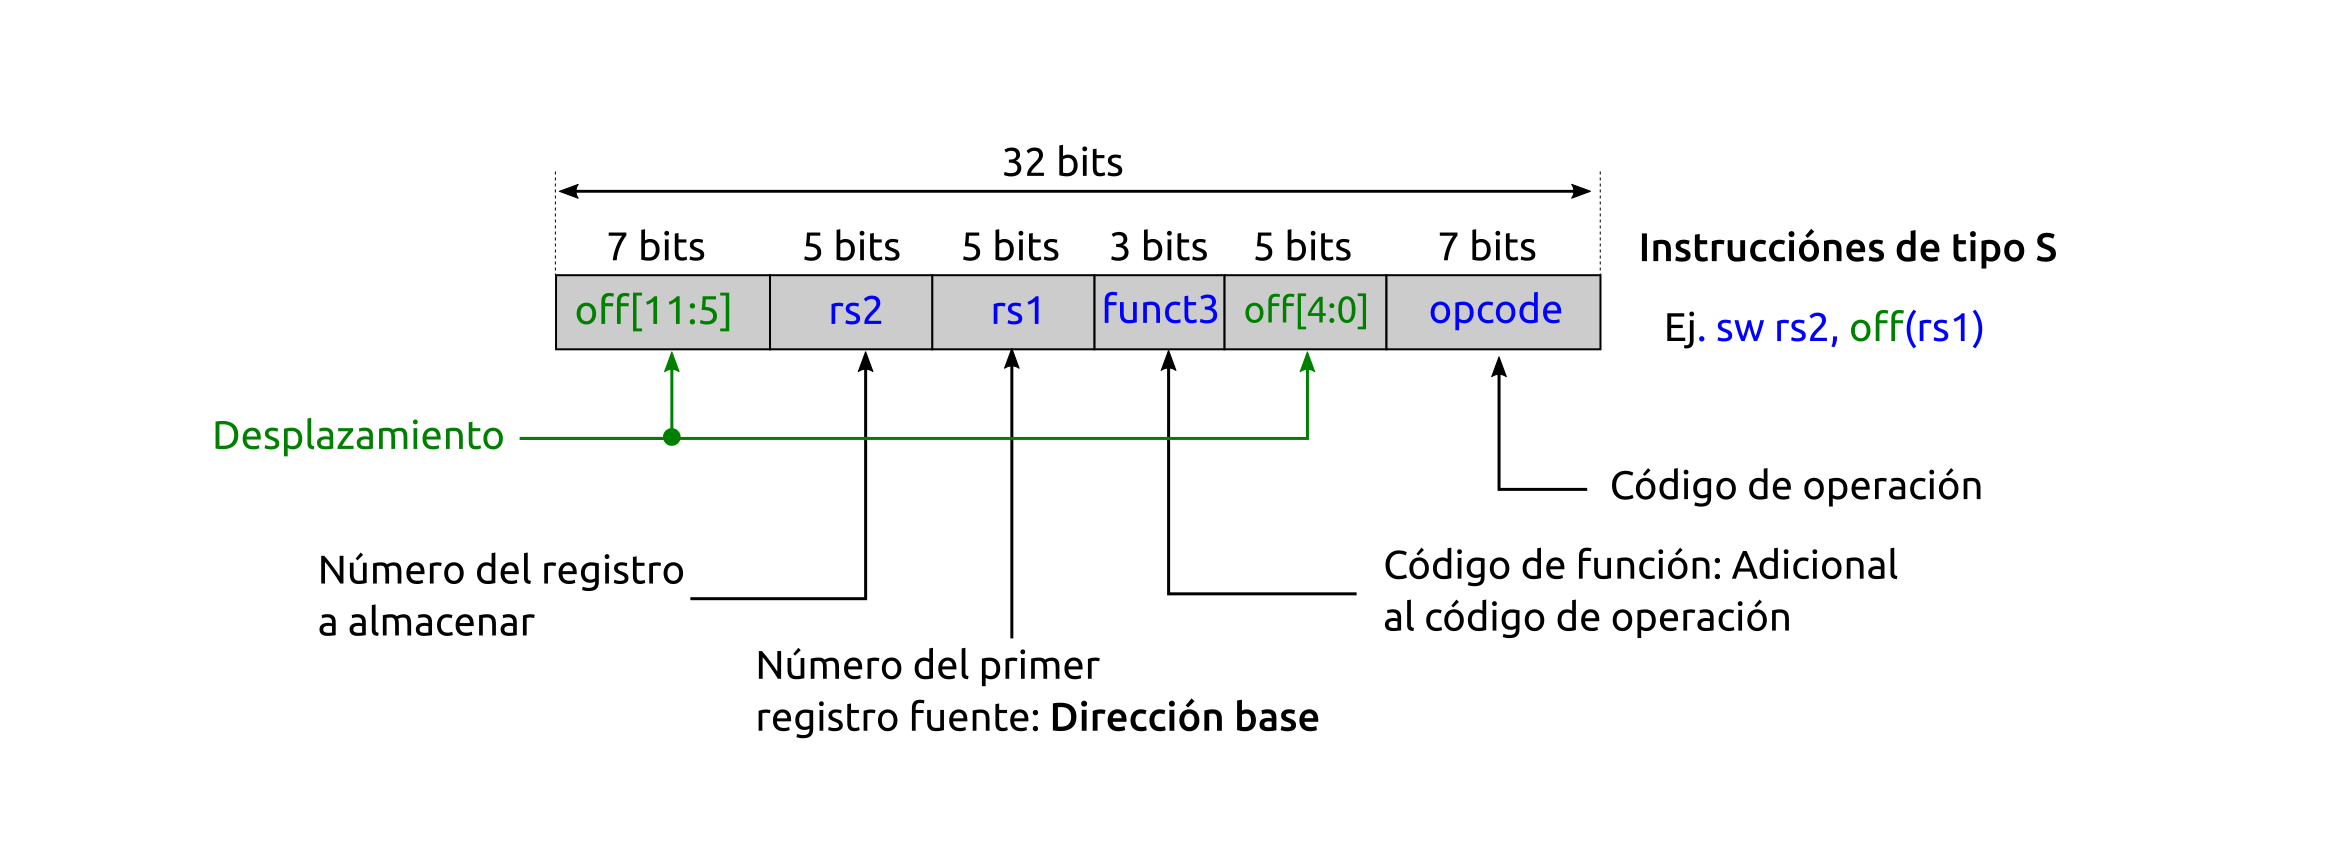 32 bits
7 bits 5 bits 5 bits 3 bits 5 bits 7 bits
Instrucciónes de tipo S
off[11:5] rs2 rs1 funct3 off[4:0] opcode
Ej. sw rs2, off(rs1)
Desplazamiento
Código de operación
Número del registro
a almacenar
Código de función: Adicional
al código de operación
Número del primer
registro fuente: Dirección base